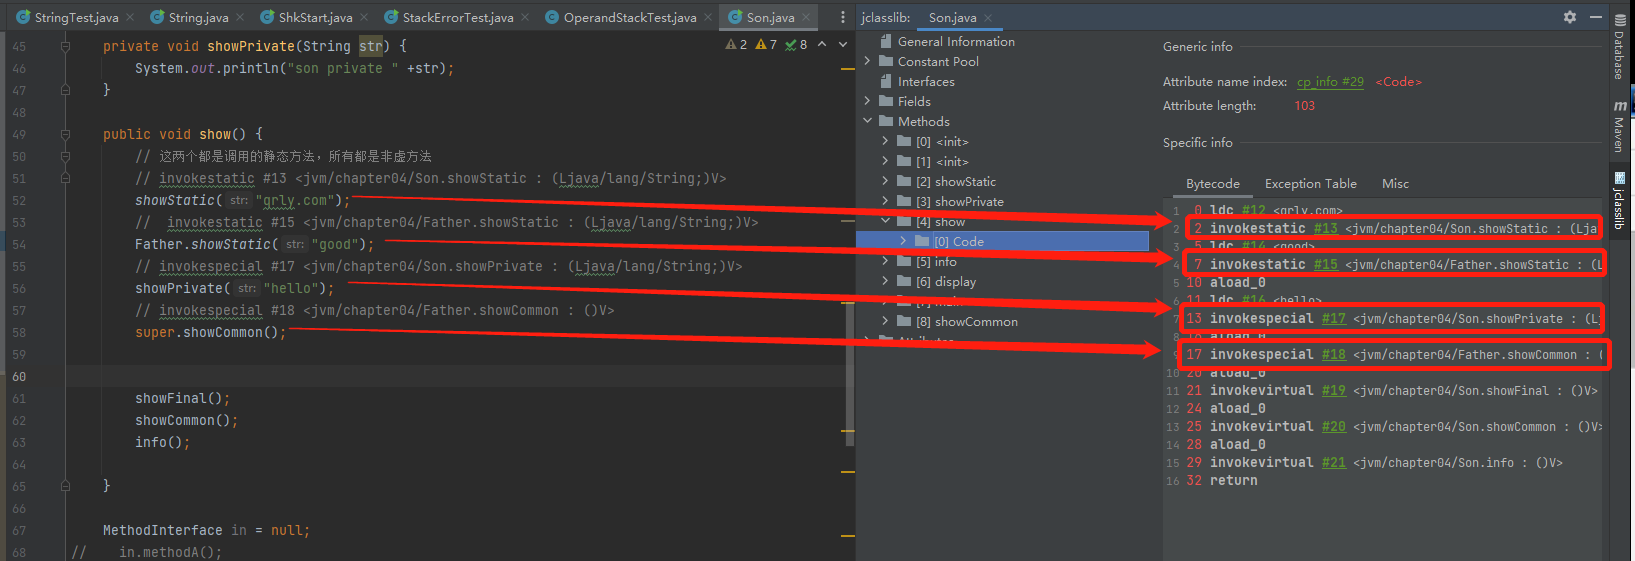 StringTest.java
String.java
ShkStart.java
StackErrorTest.java
OperandStackTest.java
Son.java
2 7 8
45 private void showPrivate(String str) {
46 System.out.println("son private " +str);
47 }
48
49 public void show() {
50 // 这两个都是调用的静态方法，所有都是非虚方法
51 // invokestatic #13 <jvm/chapter04/Son.showStatic : (Ljava/lang/String;)V>
52 showStatic( str: "qrly.com");
53 // invokestatic #15 <jvm/chapter04/Father.showStatic : (Ljava/lang/String;)V>
54 Father.showStatic( str: "good");
55 // invokespecial #17 <jvm/chapter04/Son.showPrivate : (Ljava/lang/String;)V>
56 showPrivate( str: "hello");
57 // invokespecial #18 <jvm/chapter04/Father.showCommon : ()V>
58 super.showCommon();
59
60
61 showFinal();
62 showCommon();
63 info();
64
65 }
66
67 MethodInterface in = null;
68 // in.methodA();
jclasslib: Son.java
General Information
Constant Pool
Interfaces
Fields
Methods
[0] <init>
[1] <init>
[2] showStatic
[3] showPrivate
[4] show
[0] Code
[5] info
[6] display
[8] showCommon
Generic info
Attribute name index: cp_info #29 <Code>
Attribute length: 103
Specific info
Bytecode Exception Table Misc
1 0 ldc #12 <qrly.com>
2 2 invokestatic #13 <jvm/chapter04/Son.showStatic : (Lja
3 5 ldc #14 <good>
4 7 invokestatic #15 <jvm/chapter04/Father.showStatic : (L
5 10 aload_0
6 11 ldc #16 <hello>
7 13 invokespecial #17 <jvm/chapter04/Son.showPrivate : (Lj
8 16 aload_0
9 17 invokespecial #18 <jvm/chapter04/Father.showCommon : (
10 20 aload_0
11 21 invokevirtual #19 <jvm/chapter04/Son.showFinal : ()V>
12 24 aload_0
13 25 invokevirtual #20 <jvm/chapter04/Son.showCommon : ()V>
14 28 aload_0
15 29 invokevirtual #21 <jvm/chapter04/Son.info : ()V>
16 32 return
Database
m Maven
jclasslib